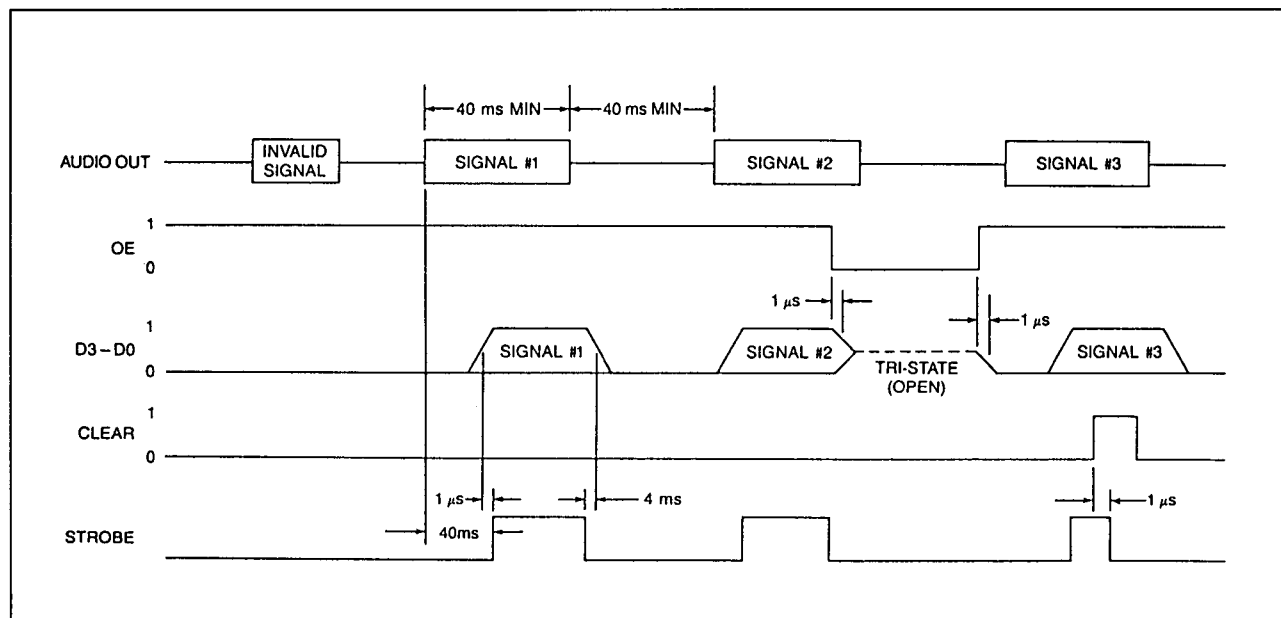 40 ms MIN 40 ms MIN
AUDIO OUT INVALID SIGNAL SIGNAL #1 SIGNAL #2 SIGNAL #3
1
OE
0
1 μs 1 μs
1
D3–D0 SIGNAL #1 SIGNAL #2 SIGNAL #3
0
TRI-STATE
(OPEN)
1
CLEAR
0
1 μs 4 ms 1 μs
40ms
STROBE